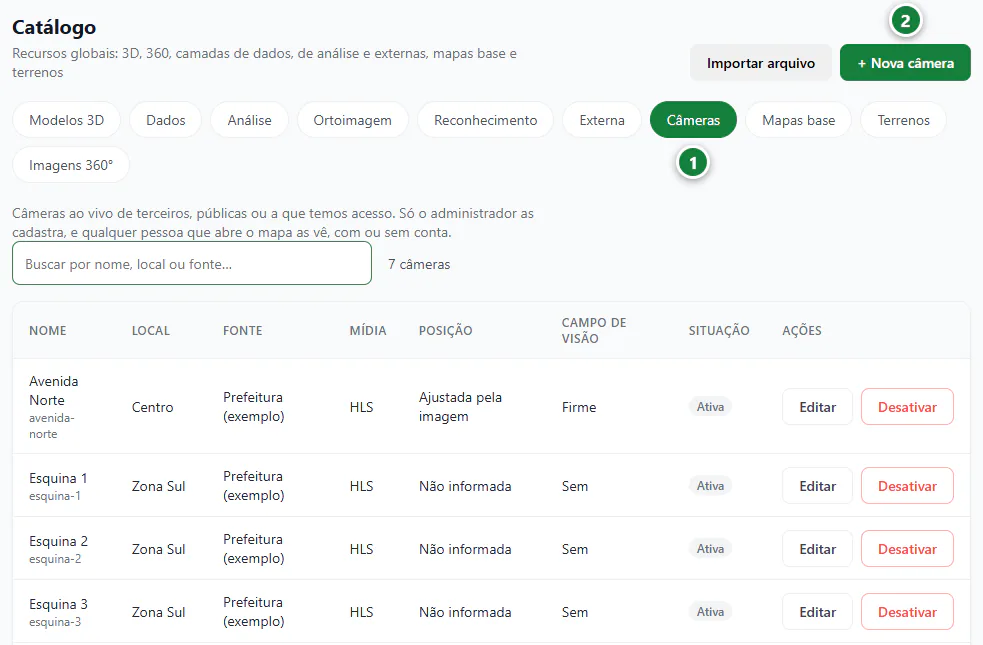 Catálogo
Recursos globais: 3D, 360, camadas de dados, de análise e externas, mapas base e
terrenos
2
Importar arquivo
+ Nova câmera
Modelos 3D
Dados
Análise
Ortoimagem
Reconhecimento
Externa
Câmeras
Mapas base
Terrenos
1
Imagens 360°
Câmeras ao vivo de terceiros, públicas ou a que temos acesso. Só o administrador as
cadastra, e qualquer pessoa que abre o mapa as vê, com ou sem conta.
Buscar por nome, local ou fonte...
7 câmeras
NOME LOCAL FONTE MÍDIA POSIÇÃO CAMPO DE VISÃO SITUAÇÃO AÇÕES
Avenida
Norte
avenida-
norte
Centro
Prefeitura
(exemplo)
HLS
Ajustada pela
imagem
Firme
Ativa
Editar
Desativar
Esquina 1
esquina-1
Zona Sul
Prefeitura
(exemplo)
HLS
Não informada
Sem
Ativa
Editar
Desativar
Esquina 2
esquina-2
Zona Sul
Prefeitura
(exemplo)
HLS
Não informada
Sem
Ativa
Editar
Desativar
Esquina 3
esquina-3
Zona Sul
Prefeitura
(exemplo)
HLS
Não informada
Sem
Ativa
Editar
Desativar